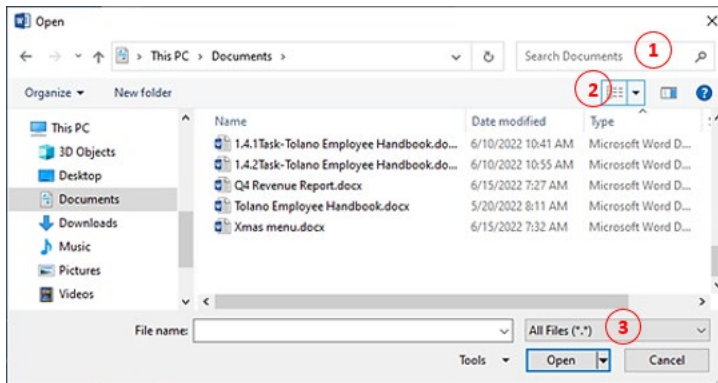 Open
This PC > Documents >
Search Documents
1
Organize
New folder
2
Name
Date modified
Type
This PC
3D Objects
Desktop
Documents
Downloads
Music
Pictures
Videos
1.4.1Task-Tolano Employee Handbook.do... 6/10/2022 10:41 AM Microsoft Word D...
1.4.2Task-Tolano Employee Handbook.do... 6/10/2022 10:55 AM Microsoft Word D...
Q4 Revenue Report.docx 6/15/2022 7:27 AM Microsoft Word D...
Tolano Employee Handbook.docx 5/20/2022 8:11 AM Microsoft Word D...
Xmas menu.docx 6/15/2022 7:32 AM Microsoft Word D...
File name:
All Files (*.*)
3
Tools
Open
Cancel